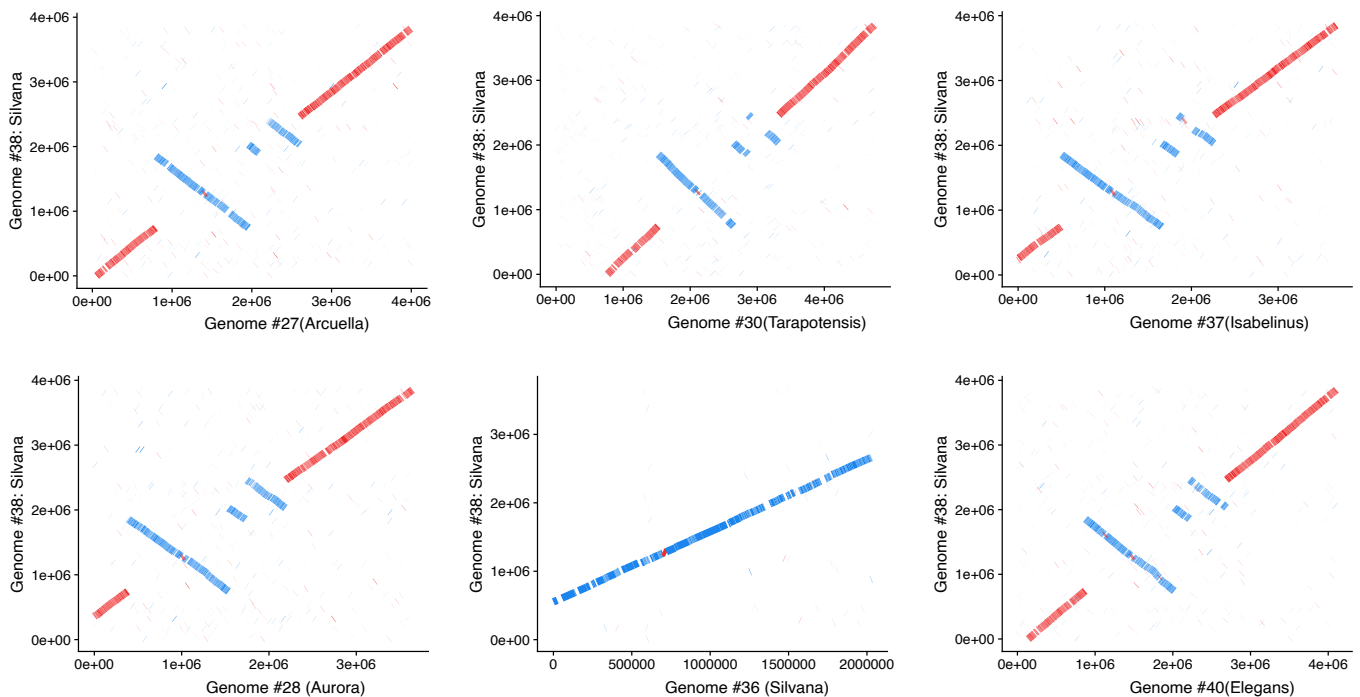 4e+06
3e+06
2e+06
1e+06
0e+00
Genome #38: Silvana
0e+00 1e+06 2e+06 3e+06 4e+06
Genome #27(Arcuella)
4e+06
3e+06
2e+06
1e+06
0e+00
Genome #38: Silvana
0e+00 1e+06 2e+06 3e+06 4e+06
Genome #30(Tarapotensis)
4e+06
3e+06
2e+06
1e+06
0e+00
Genome #38: Silvana
0e+00 1e+06 2e+06 3e+06
Genome #37(Isabelinus)
4e+06
3e+06
2e+06
1e+06
0e+00
Genome #38: Silvana
0e+00 1e+06 2e+06 3e+06
Genome #28 (Aurora)
3e+06
2e+06
1e+06
0e+00
Genome #38: Silvana
0 500000 1000000 1500000 2000000
Genome #36 (Silvana)
4e+06
3e+06
2e+06
1e+06
0e+00
Genome #38: Silvana
0e+00 1e+06 2e+06 3e+06 4e+06
Genome #40(Elegans)